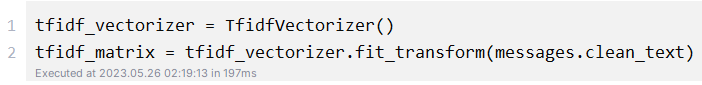 1 tfidf_vectorizer = TfidfVectorizer()
2 tfidf_matrix = tfidf_vectorizer.fit_transform(messages.clean_text)
Executed at 2023.05.26 02:19:13 in 197ms